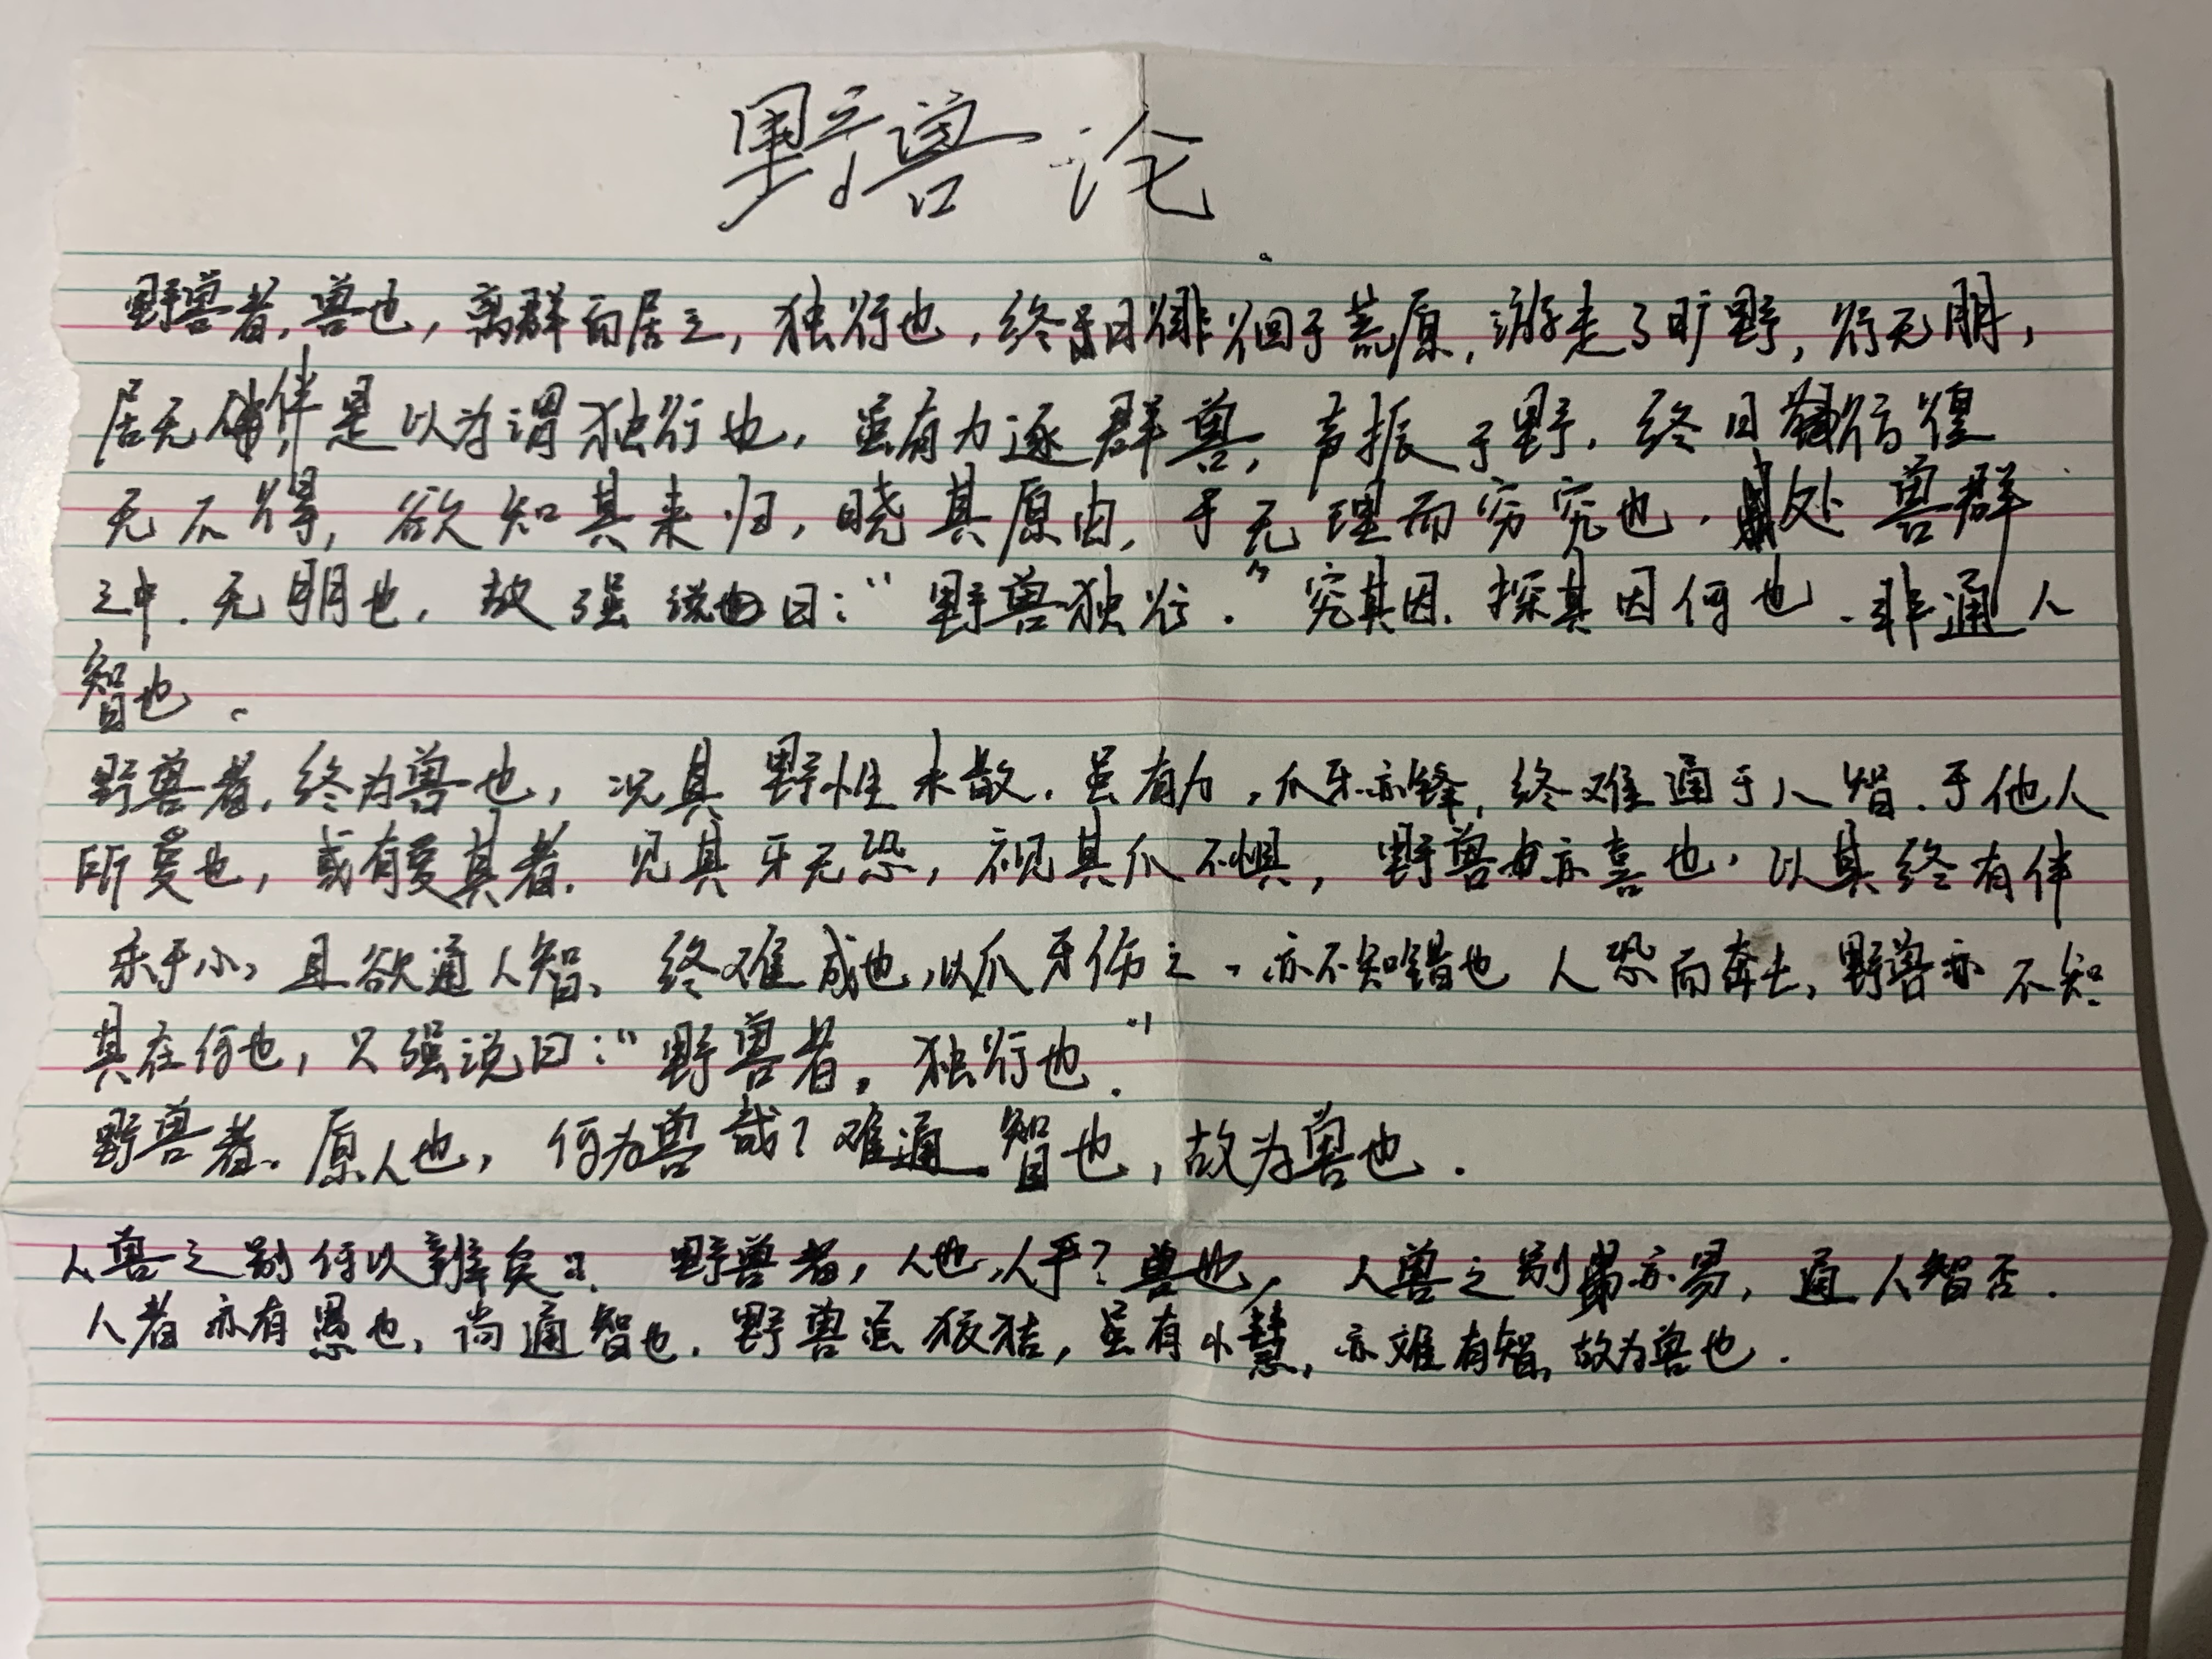 野兽论
野兽者,兽也,离群而居之,独行也,终日徘徊于荒原,游走了旷野,行无朋,
居无伴是以为谓独行也,虽有力逐群兽,声振于野,终日彷徨
无不得,欲知其来归,晓其原由,于无理而穷究也,处兽群
之中.无朋也,故强说曰:“野兽独行.”究其因.探其因何也.非通人
智也.
野兽者,终为兽也,况其野性未散.虽有力,爪牙亦锋,终难通于人智.于他人
所爱也,或有爱其者.见其牙无恐,视其爪不惧,野兽亦喜也,以其终有伴
乐于心,且欲通人智、终难成也,以爪牙伤之,亦不知错也 人恐而奔走,野兽亦不知
其在何也,只强说曰:“野兽者,独行也.”
野兽者.原人也,何为兽哉?难通智也,故为兽也.
人兽之别何以辨矣?野兽者,人也,人乎?兽也,人兽之别亦易,通人智否.
人者亦有愚也,尚通智也.野兽虽狡桔,虽有小慧,亦难有智,故为兽也.